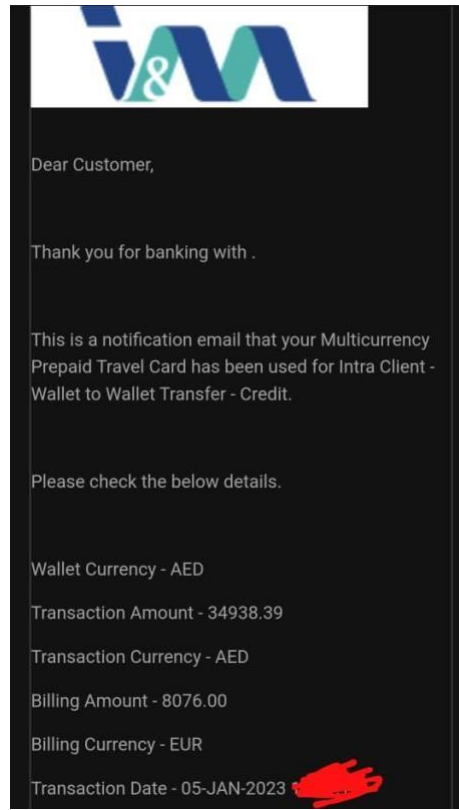 I&M
Dear Customer,
Thank you for banking with .
This is a notification email that your Multicurrency
Prepaid Travel Card has been used for Intra Client -
Wallet to Wallet Transfer - Credit.
Please check the below details.
Wallet Currency - AED
Transaction Amount - 34938.39
Transaction Currency - AED
Billing Amount - 8076.00
Billing Currency - EUR
Transaction Date - 05-JAN-2023